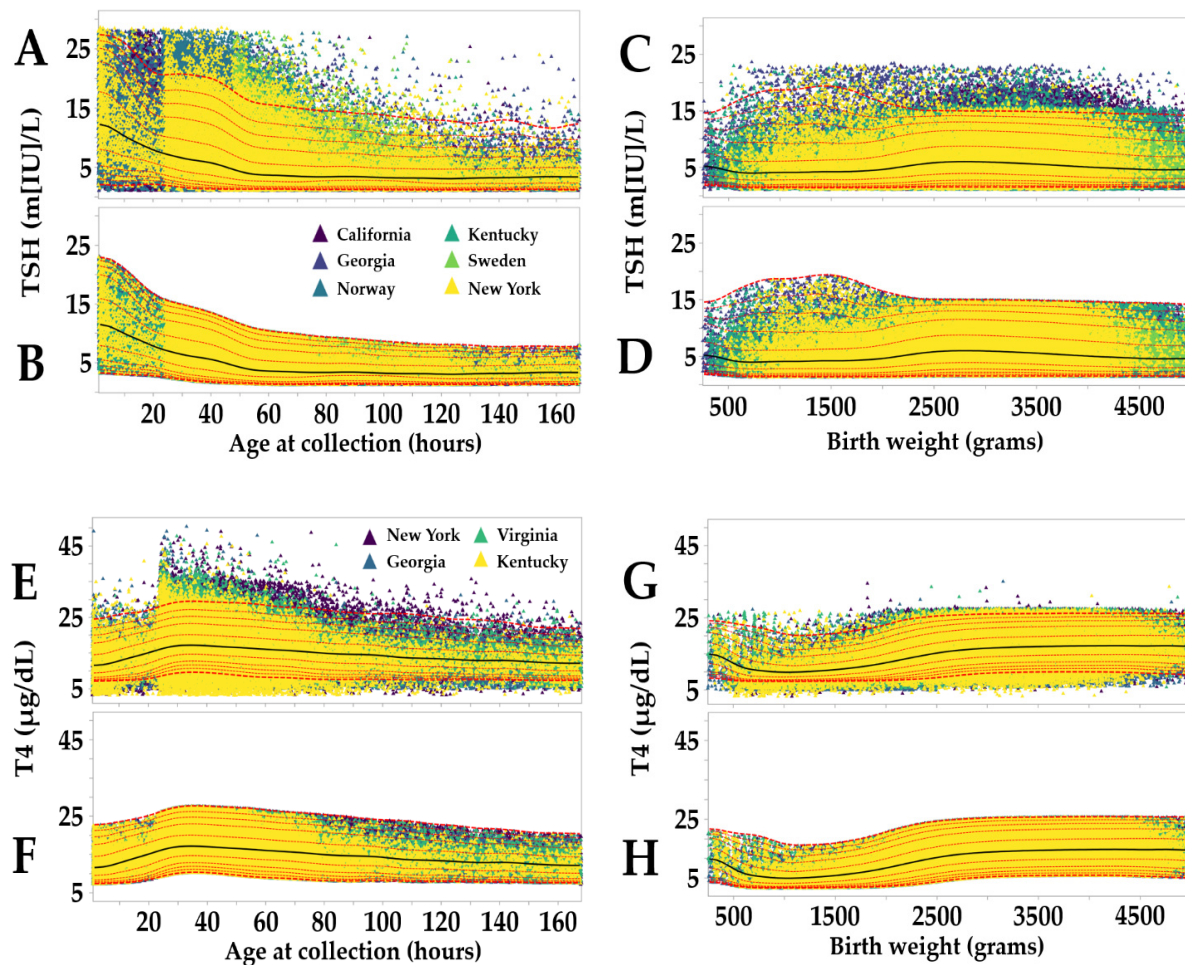 A
25
15
5
TSH (m[IU]/L)
B
25
15
5
California
Georgia
Norway
Kentucky
Sweden
New York
20 40 60 80 100 120 140 160
Age at collection (hours)
C
25
15
5
TSH (m[IU]/L)
D
25
15
5
500 1500 2500 3500 4500
Birth weight (grams)
E
45
25
5
New York
Georgia
Virginia
Kentucky
T4 (µg/dL)
F
45
25
5
20 40 60 80 100 120 140 160
Age at collection (hours)
G
45
25
5
T4 (µg/dL)
H
45
25
5
500 1500 2500 3500 4500
Birth weight (grams)